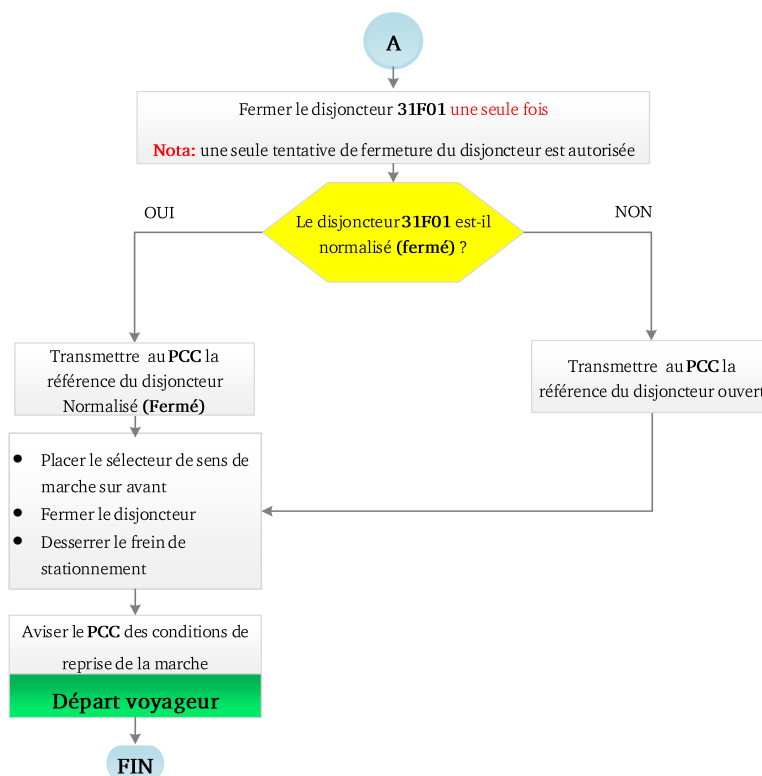 A
Fermer le disjoncteur 31F01 une seule fois
Nota: une seule tentative de fermeture du disjoncteur est autorisée
Le disjoncteur 31F01 est-il
normalisé (fermé) ?
OUI
NON
Transmettre au PCC la
référence du disjoncteur
Normalisé (Fermé)
Transmettre au PCC la
référence du disjoncteur ouvert
• Placer le sélecteur de sens de
marche sur avant
• Fermer le disjoncteur
• Desserrer le frein de
stationnement
Aviser le PCC des conditions de
reprise de la marche
Départ voyageur
FIN